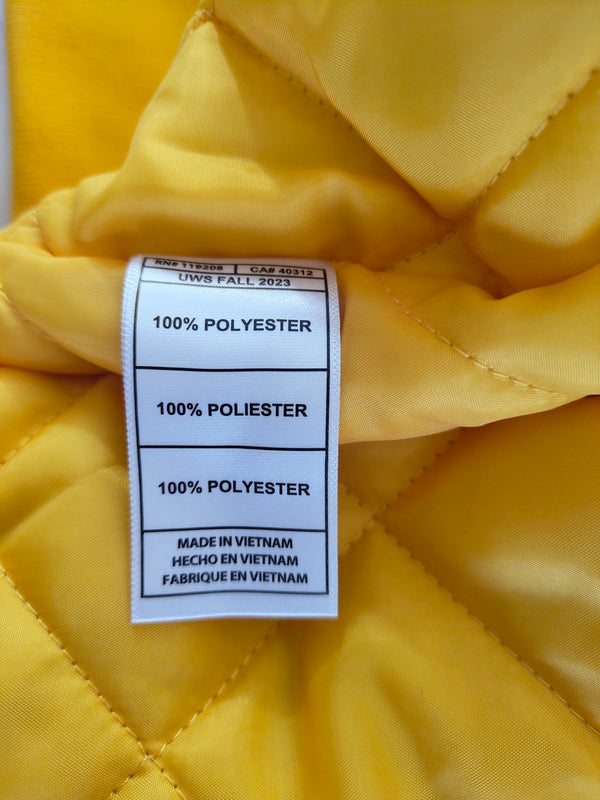 RN# 119208 CA# 40312
UWS FALL 2023
100% POLYESTER
100% POLIESTER
100% POLYESTER
MADE IN VIETNAM
HECHO EN VIETNAM
FABRIQUE EN VIETNAM